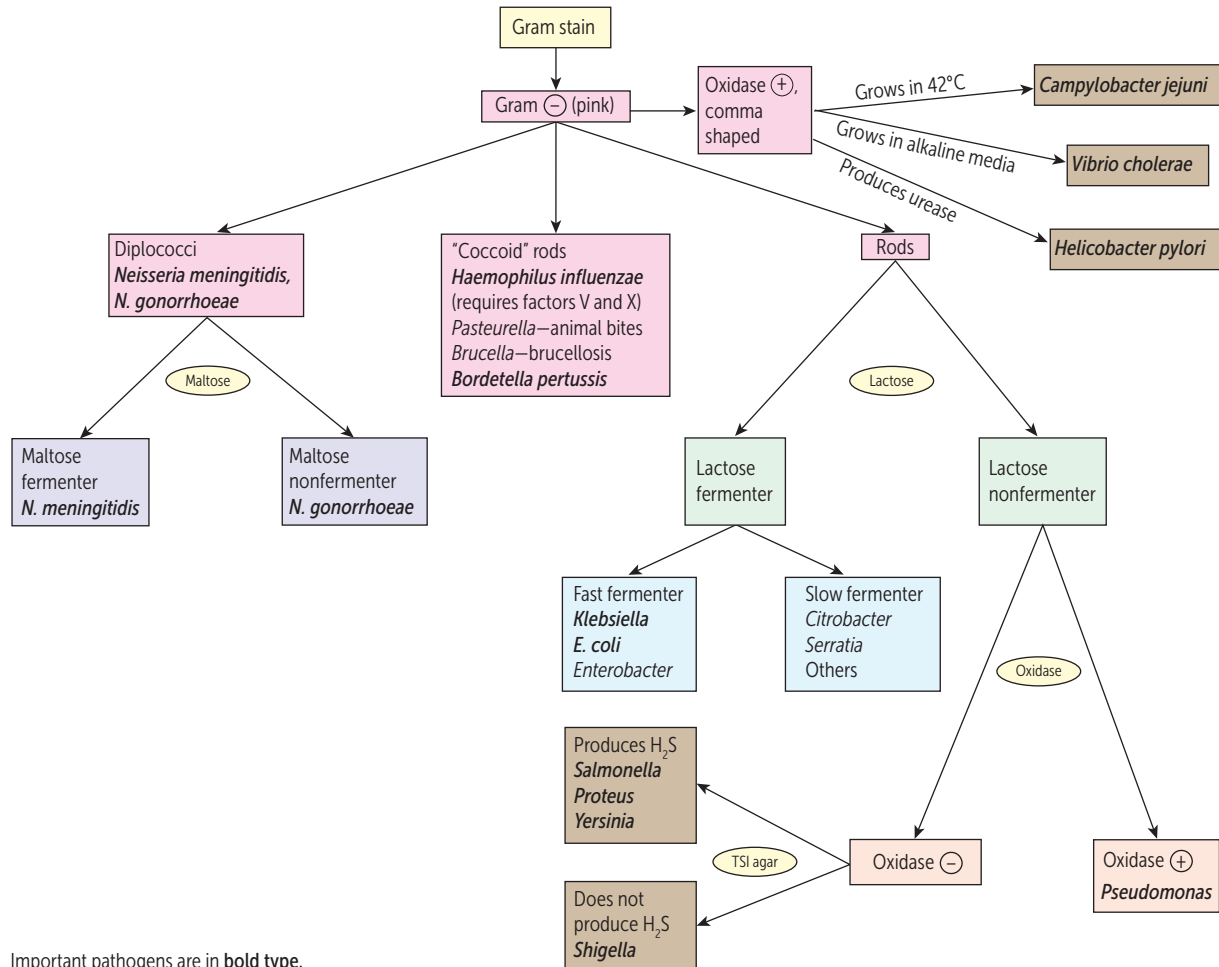 Gram stain
Gram ⊖ (pink)
Oxidase ⊕,
comma
shaped
Grows in 42°C
Campylobacter jejuni
Grows in alkaline media
Vibrio cholerae
Produces urease
Helicobacter pylori
Diplococci
Neisseria meningitidis,
N. gonorrhoeae
"Coccoid" rods
Haemophilus influenzae
(requires factors V and X)
Pasteurella—animal bites
Brucella—brucellosis
Bordetella pertussis
Rods
Maltose
Lactose
Maltose
fermenter
N. meningitidis
Maltose
nonfermenter
N. gonorrhoeae
Lactose
fermenter
Lactose
nonfermenter
Fast fermenter
Klebsiella
E. coli
Enterobacter
Slow fermenter
Citrobacter
Serratia
Others
Oxidase
Produces H₂S
Salmonella
Proteus
Yersinia
TSI agar
Oxidase ⊖
Oxidase ⊕
Pseudomonas
Does not
produce H₂S
Shigella
Important pathogens are in bold type.